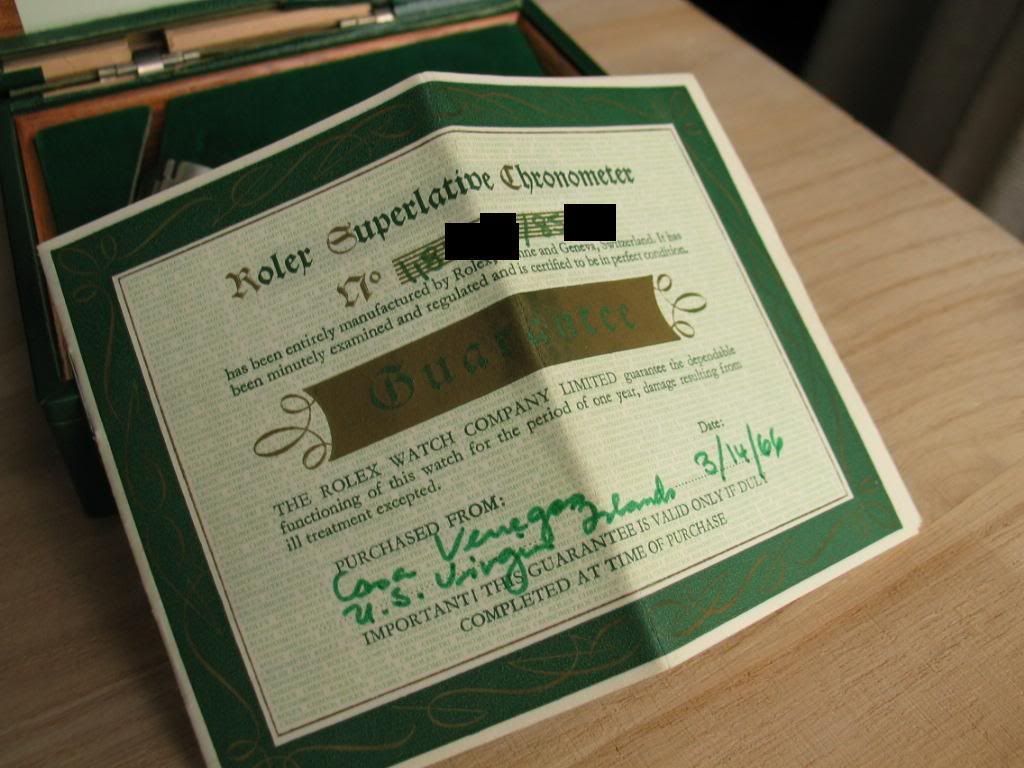 Rolex Superlative Chronometer
No
has been entirely manufactured by Rolex, and Geneva, Switzerland. It has
been minutely examined and regulated and is certified to be in perfect condition.
Guarantee
THE ROLEX WATCH COMPANY LIMITED guarantee the dependable
functioning of this watch for the period of one year, damage resulting from
ill treatment excepted.
Date:
3/14/66
PURCHASED FROM:
Casa Venegas
U.S. Virgin Islands
IMPORTANT! THIS GUARANTEE IS VALID ONLY IF DULY
COMPLETED AT TIME OF PURCHASE